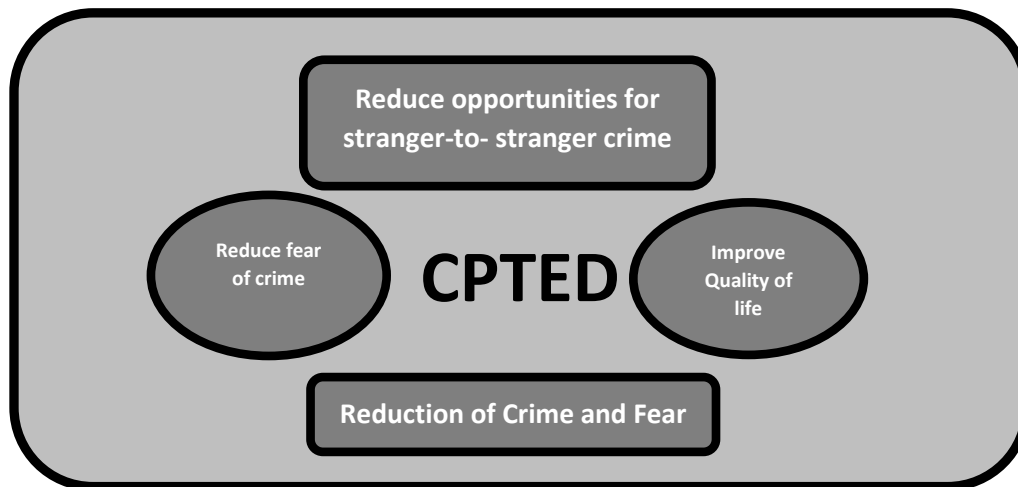 Reduce opportunities for
stranger-to- stranger crime
Reduce fear
of crime
CPTED
Improve
Quality of
life
Reduction of Crime and Fear